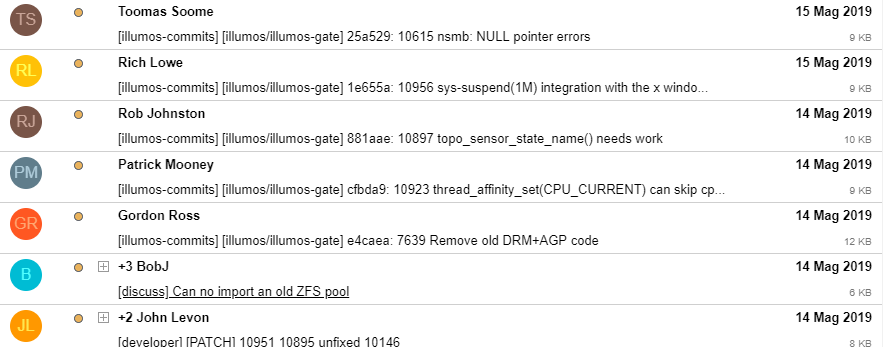 TS Toomas Soome 15 Mag 2019
[illumos-commits] [illumos/illumos-gate] 25a529: 10615 nsmb: NULL pointer errors 9 KB
RL Rich Lowe 15 Mag 2019
[illumos-commits] [illumos/illumos-gate] 1e655a: 10956 sys-suspend(1M) integration with the x windo... 9 KB
RJ Rob Johnston 14 Mag 2019
[illumos-commits] [illumos/illumos-gate] 881aae: 10897 topo_sensor_state_name() needs work 10 KB
PM Patrick Mooney 14 Mag 2019
[illumos-commits] [illumos/illumos-gate] cfbda9: 10923 thread_affinity_set(CPU_CURRENT) can skip cp... 9 KB
GR Gordon Ross 14 Mag 2019
[illumos-commits] [illumos/illumos-gate] e4caea: 7639 Remove old DRM+AGP code 12 KB
B +3 BobJ 14 Mag 2019
[discuss] Can no import an old ZFS pool 6 KB
JL +2 John Levon 14 Mag 2019
[developer] [PATCH] 10951 10895 unfixed 10146 8 KB